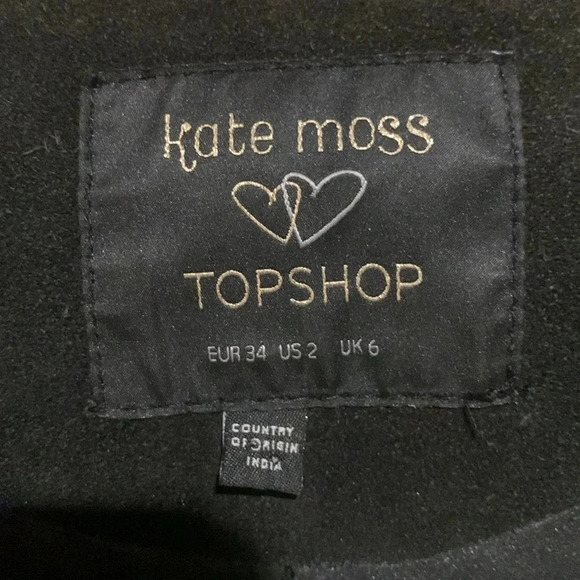 kate moss
TOPSHOP
EUR 34 US 2 UK 6
COUNTRY
OF ORIGIN
INDIA